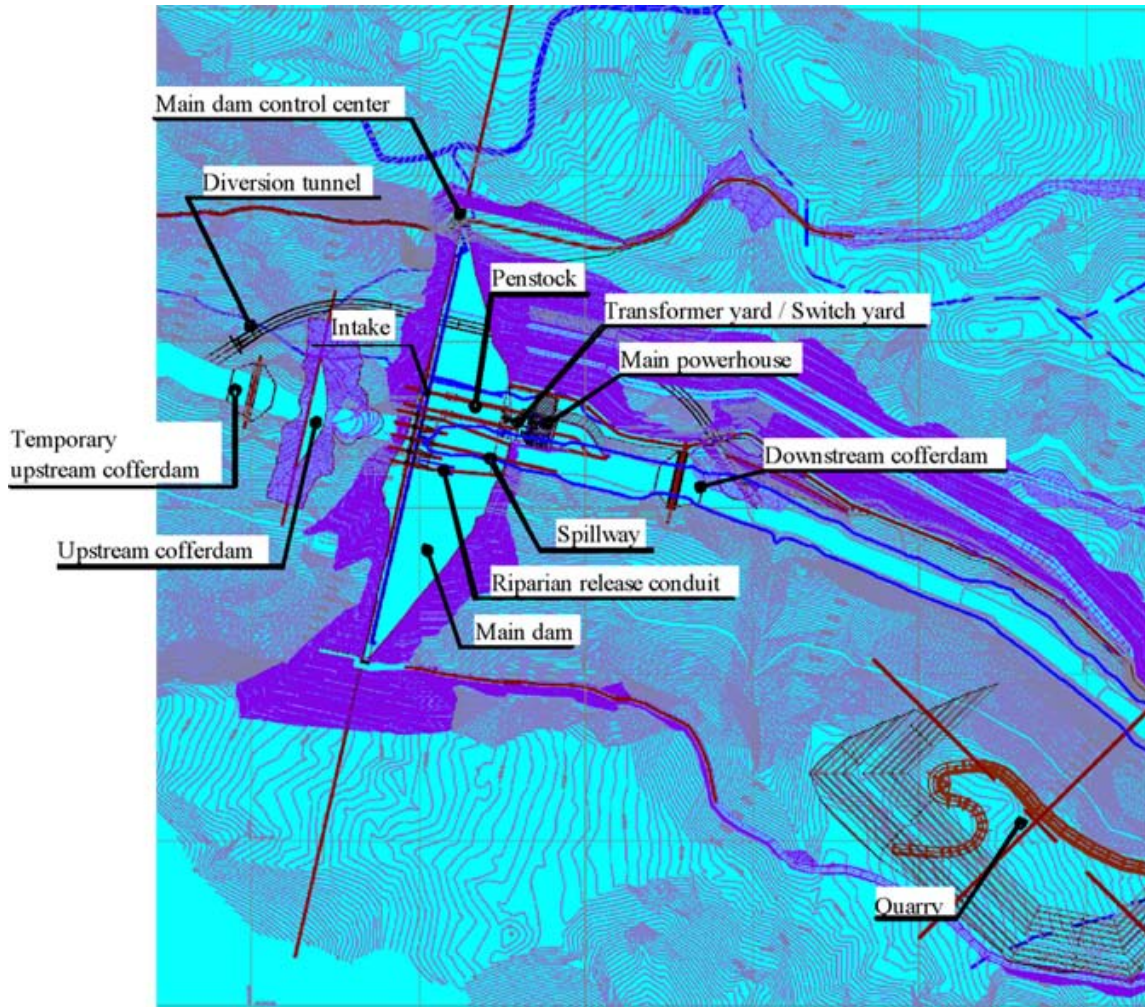 Main dam control center
Diversion tunnel
Penstock
Transformer yard / Switch yard
Intake
Main powerhouse
Temporary
upstream cofferdam
Downstream cofferdam
Upstream cofferdam
Spillway
Riparian release conduit
Main dam
Quarry